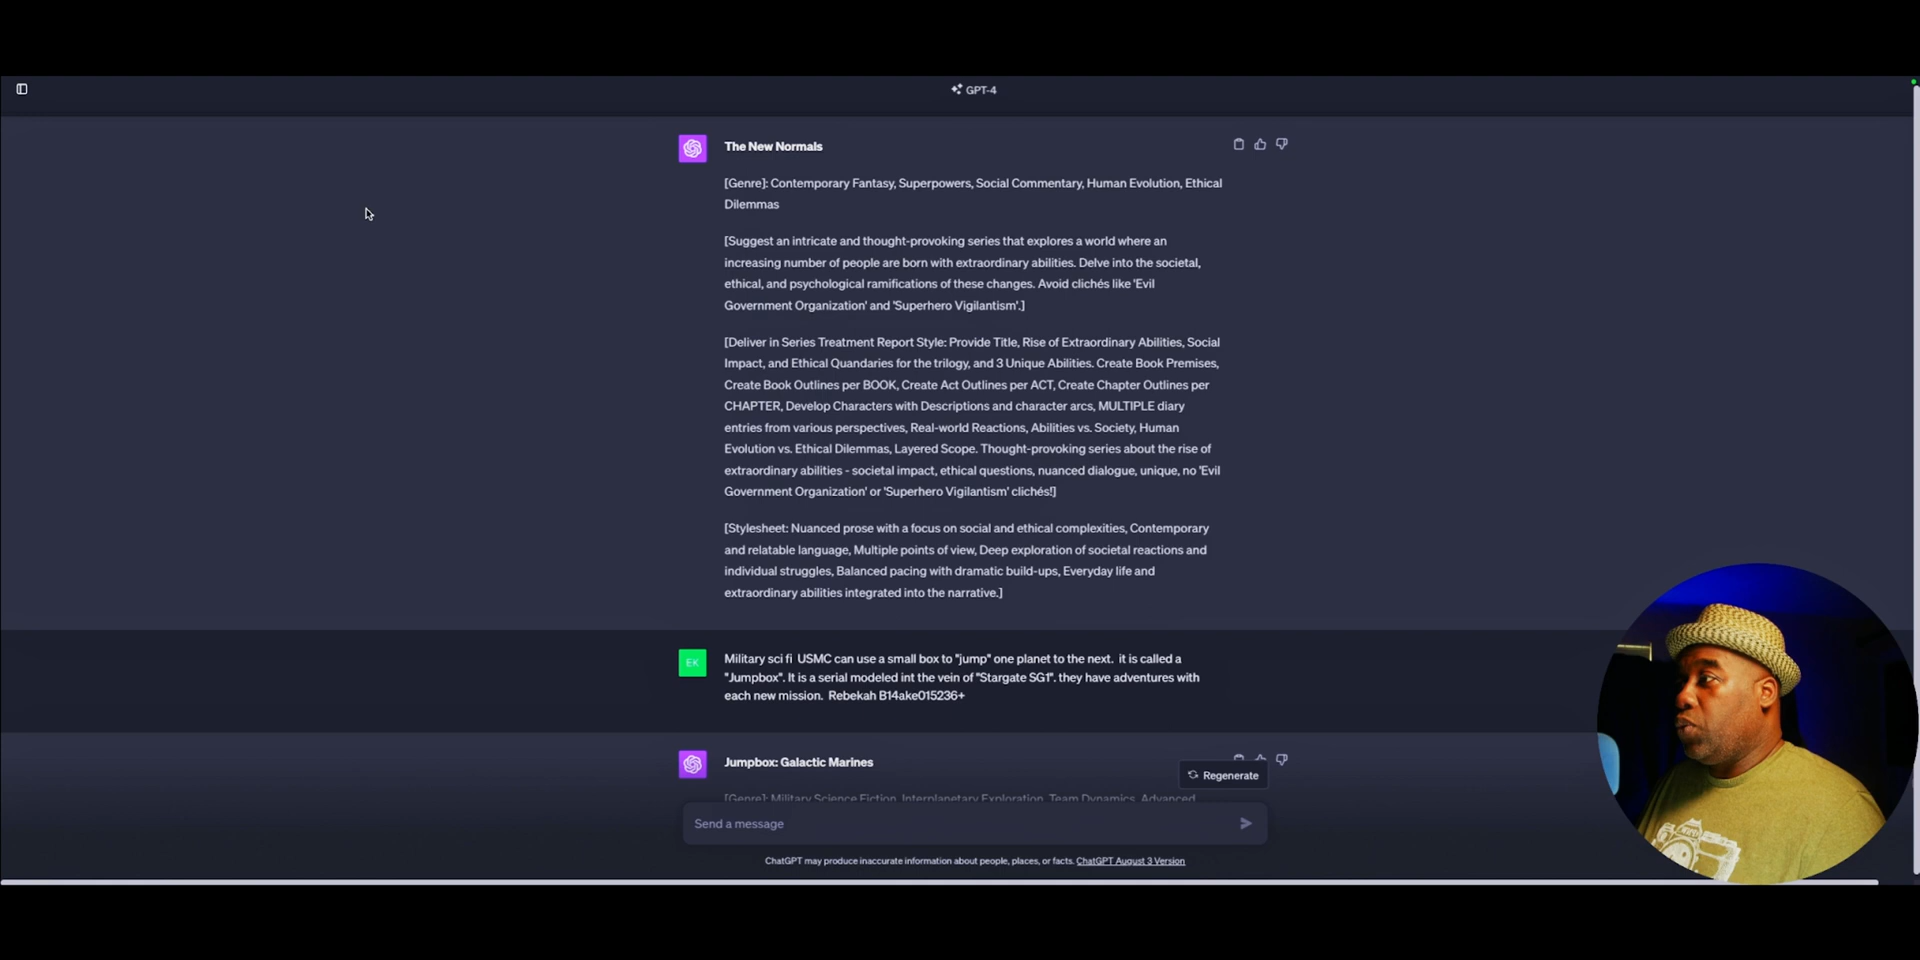 GPT-4
The New Normals
[Genre]: Contemporary Fantasy, Superpowers, Social Commentary, Human Evolution, Ethical
Dilemmas
[Suggest an intricate and thought-provoking series that explores a world where an
increasing number of people are born with extraordinary abilities. Delve into the societal,
ethical, and psychological ramifications of these changes. Avoid clichés like 'Evil
Government Organization' and 'Superhero Vigilantism'.]
[Deliver in Series Treatment Report Style: Provide Title, Rise of Extraordinary Abilities, Social
Impact, and Ethical Quandaries for the trilogy, and 3 Unique Abilities. Create Book Premises,
Create Book Outlines per BOOK, Create Act Outlines per ACT, Create Chapter Outlines per
CHAPTER, Develop Characters with Descriptions and character arcs, MULTIPLE diary
entries from various perspectives, Real-world Reactions, Abilities vs. Society, Human
Evolution vs. Ethical Dilemmas, Layered Scope. Thought-provoking series about the rise of
extraordinary abilities - societal impact, ethical questions, nuanced dialogue, unique, no 'Evil
Government Organization' or 'Superhero Vigilantism' clichés!]
[Stylesheet: Nuanced prose with a focus on social and ethical complexities, Contemporary
and relatable language, Multiple points of view, Deep exploration of societal reactions and
individual struggles, Balanced pacing with dramatic build-ups, Everyday life and
extraordinary abilities integrated into the narrative.]
EK
Military sci fi USMC can use a small box to "jump" one planet to the next. it is called a
"Jumpbox". It is a serial modeled int the vein of "Stargate SG1". they have adventures with
each new mission. Rebekah B14ake015236+
Jumpbox: Galactic Marines
Regenerate
[Genre]: Military Science Fiction, Interplanetary Exploration, Team Dynamics, Advanced
Send a message
ChatGPT may produce inaccurate information about people, places, or facts. ChatGPT August 3 Version